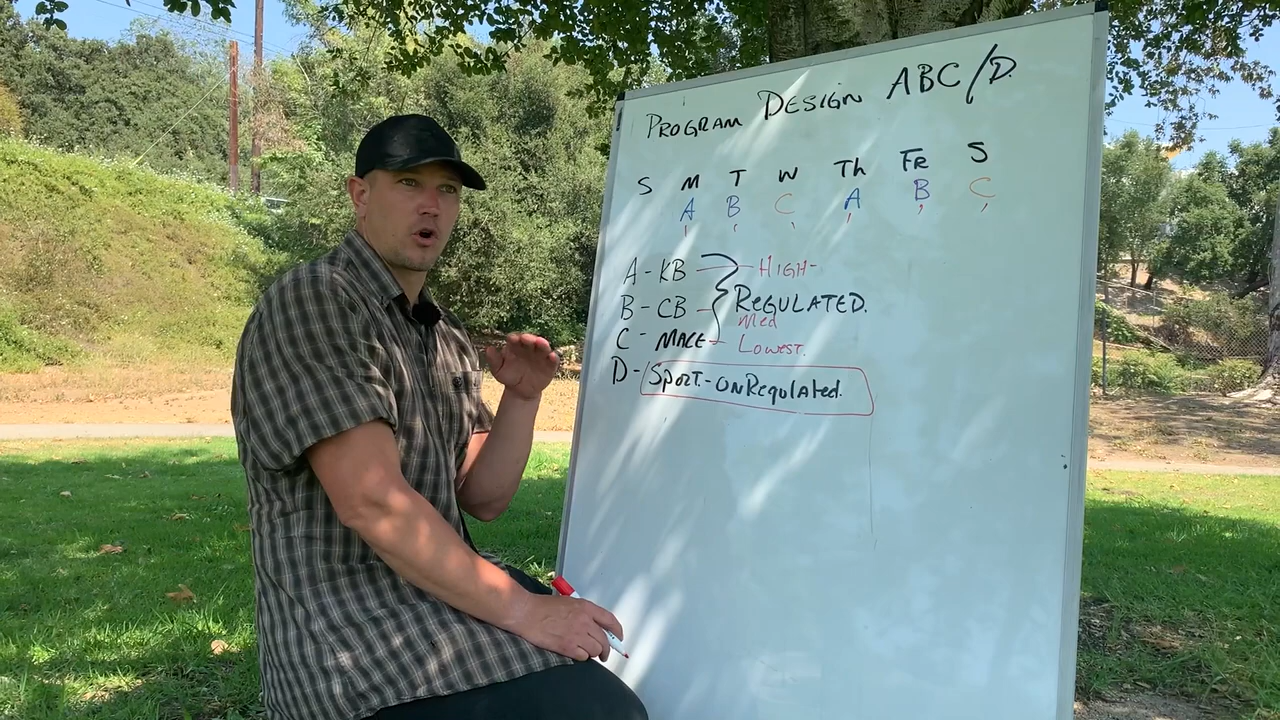 PROGRAM DESIGN ABC/D.
S M T W Th FR S
A B C A B C
A - KB HIGH-
B - CB REGULATED.
Med
C - MACE LOWEST.
D - SPORT - UNRegulated.